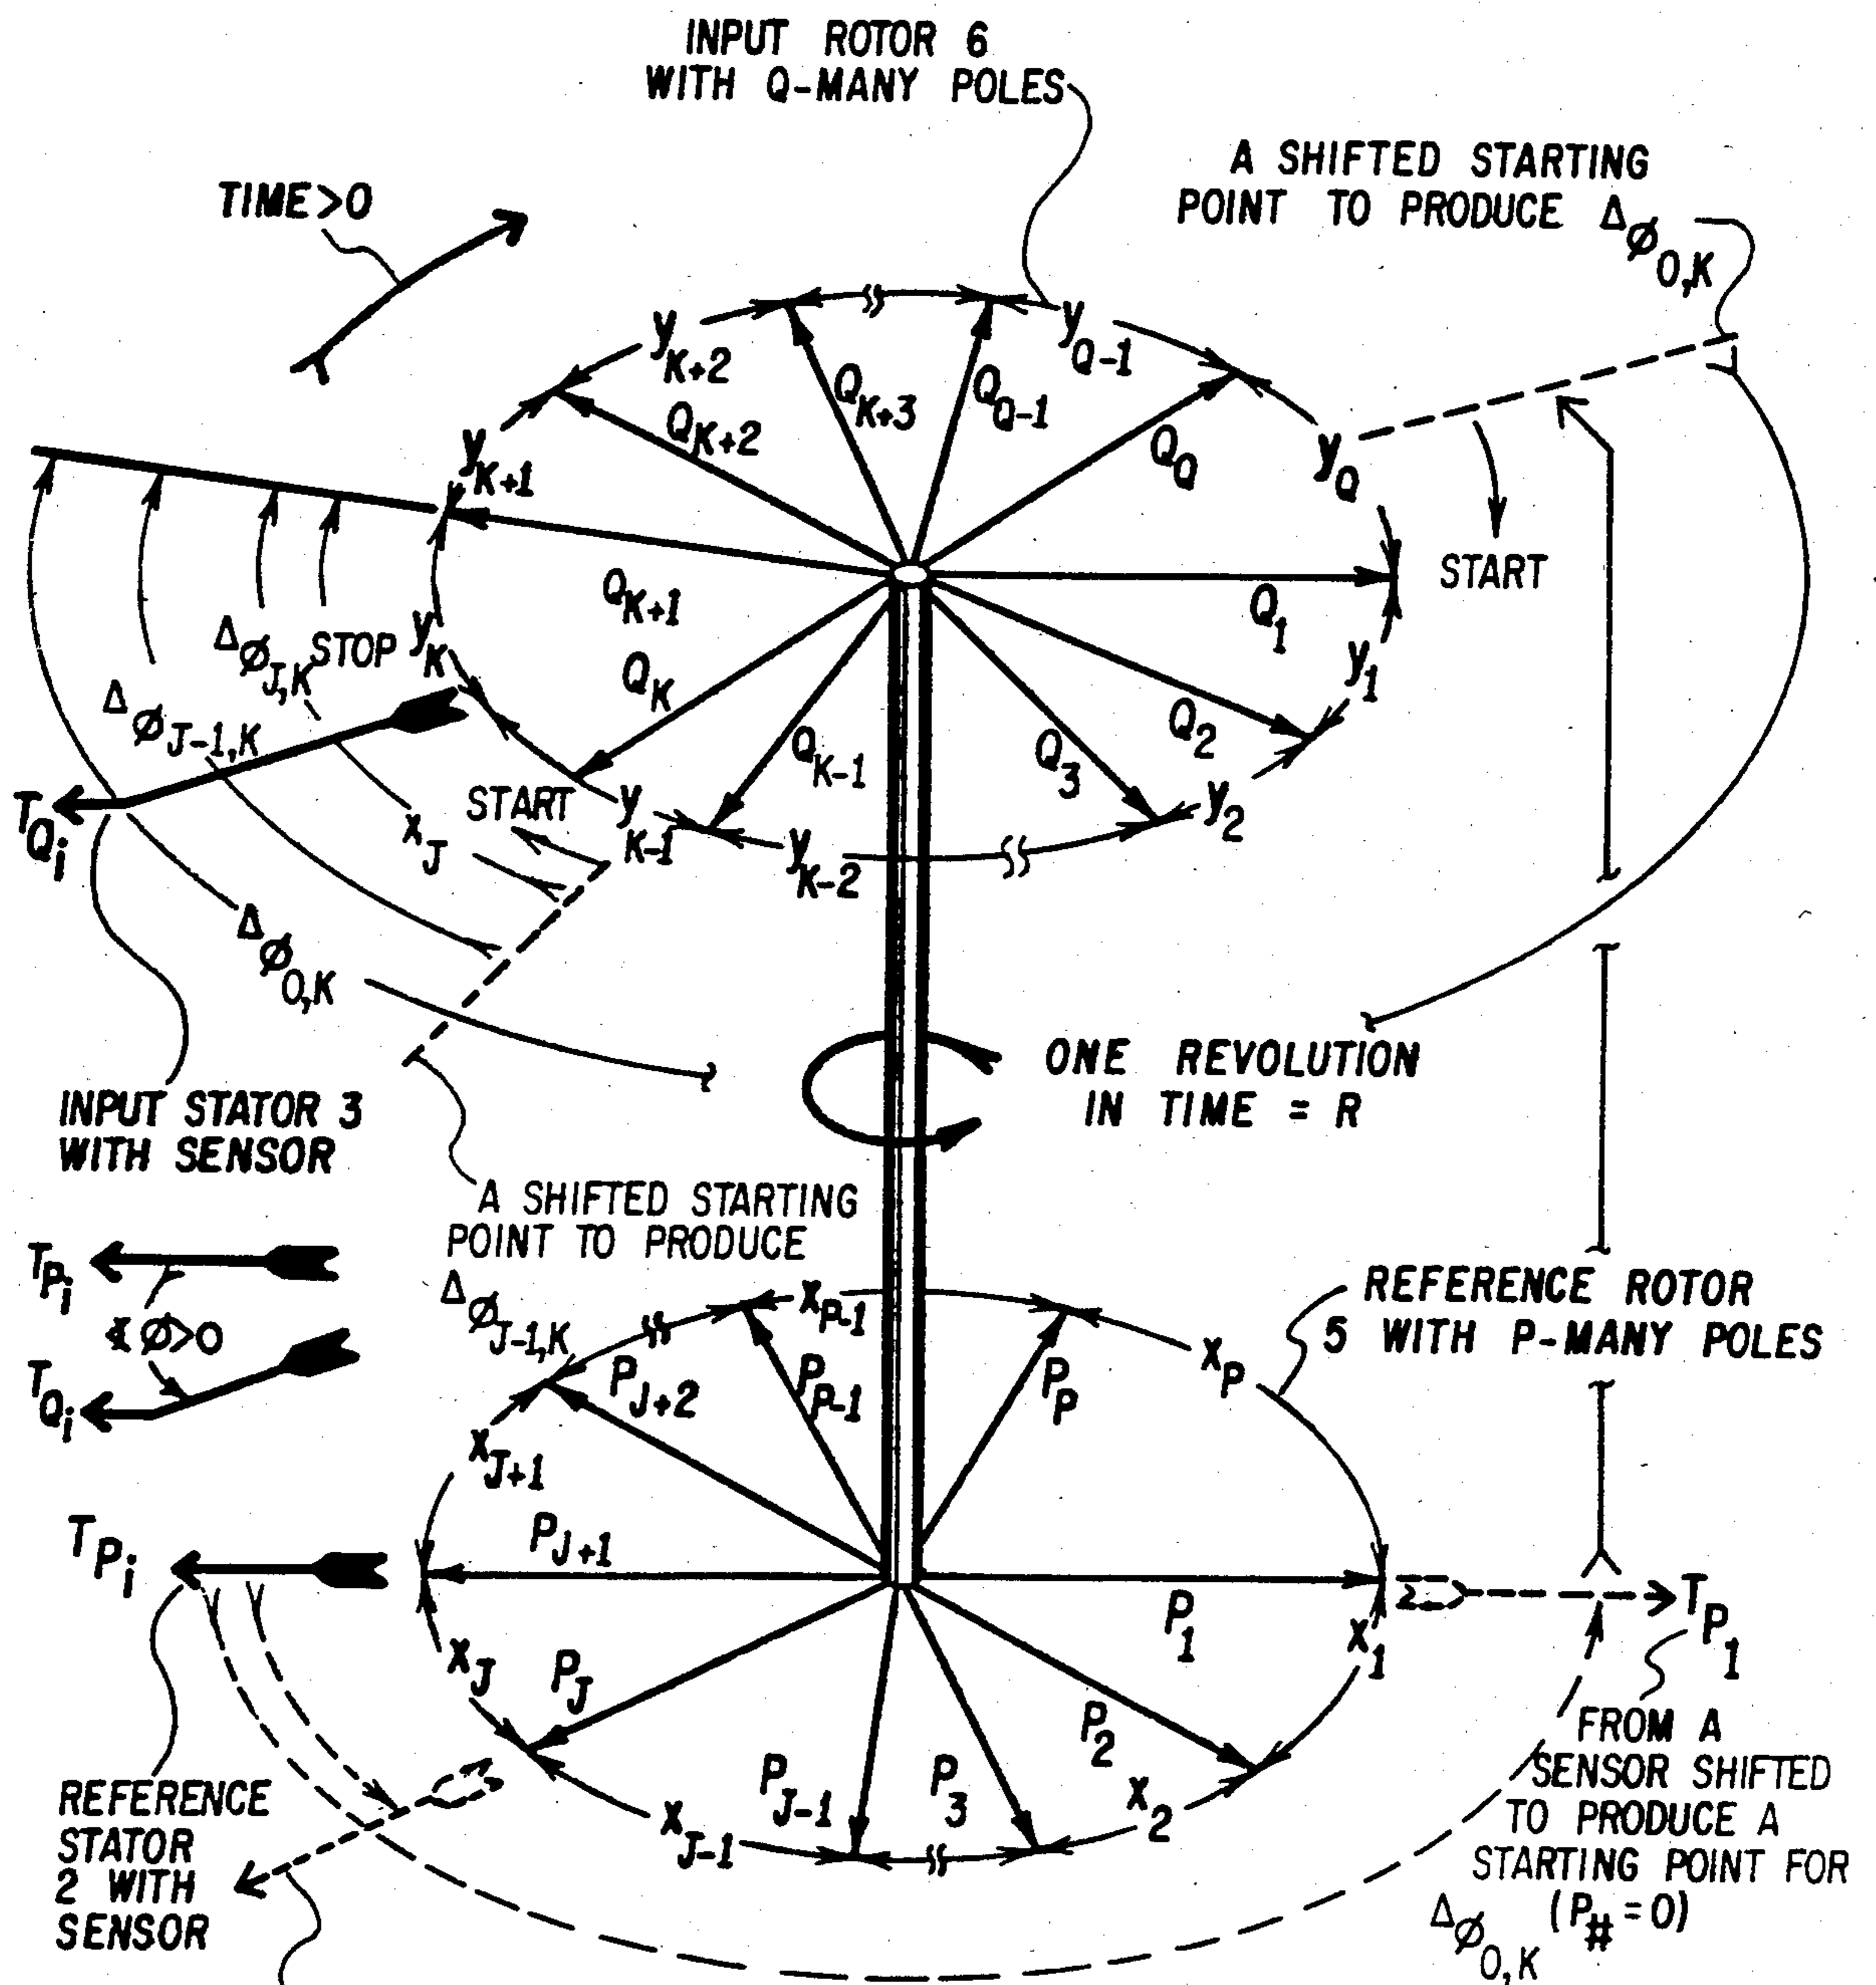 INPUT ROTOR 6
WITH Q-MANY POLES
A SHIFTED STARTING
POINT TO PRODUCE Δφ0,K
TIME>0
yK+2
yQ-1
QK+3
QQ-1
QK+2
QQ
yK+1
yQ
START
QK+1
Q1
ΔφJ,K
STOP
yK
y1
QK
Q2
ΔφJ-1,K
QK-1
Q3
TQi
START
yK-1
y2
xJ
yK-2
Δφ0,K
ONE REVOLUTION
IN TIME = R
INPUT STATOR 3
WITH SENSOR
A SHIFTED STARTING
POINT TO PRODUCE
ΔφJ-1,K
TPi
∢φ>0
TQi
xP-1
REFERENCE ROTOR
5 WITH P-MANY POLES
PJ+2
PP-1
PP
xP
xJ+1
TPi
PJ+1
P1
TP1
x1
xJ
PJ
P2
PJ-1
P3
x2
xJ-1
REFERENCE
STATOR
2 WITH
SENSOR
FROM A
SENSOR SHIFTED
TO PRODUCE A
STARTING POINT FOR
Δφ0,K (P#=0)